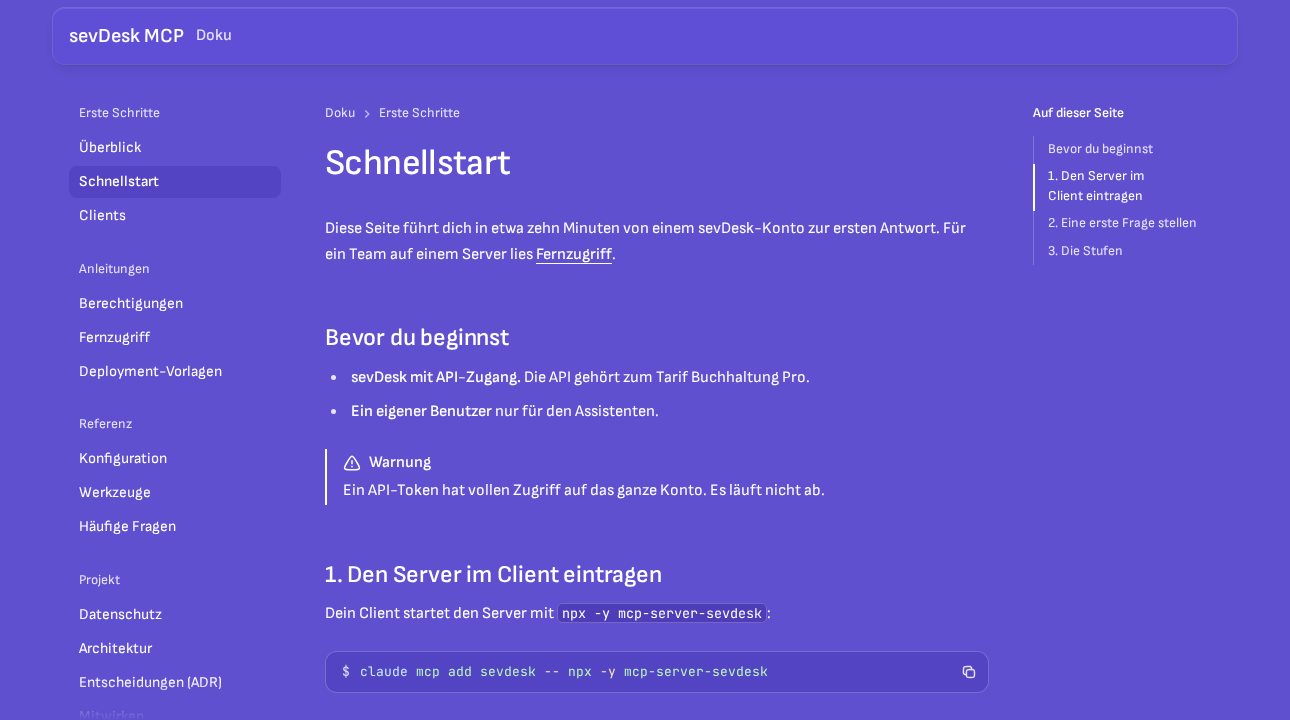 sevDesk MCP Doku
Erste Schritte
Überblick
Schnellstart
Clients
Anleitungen
Berechtigungen
Fernzugriff
Deployment-Vorlagen
Referenz
Konfiguration
Werkzeuge
Häufige Fragen
Projekt
Datenschutz
Architektur
Entscheidungen (ADR)
Mitwirken
Doku > Erste Schritte
Schnellstart
Diese Seite führt dich in etwa zehn Minuten von einem sevDesk-Konto zur ersten Antwort. Für
ein Team auf einem Server lies Fernzugriff.
Bevor du beginnst
• sevDesk mit API-Zugang. Die API gehört zum Tarif Buchhaltung Pro.
• Ein eigener Benutzer nur für den Assistenten.
Warnung
Ein API-Token hat vollen Zugriff auf das ganze Konto. Es läuft nicht ab.
1. Den Server im Client eintragen
Dein Client startet den Server mit npx -y mcp-server-sevdesk:
$ claude mcp add sevdesk -- npx -y mcp-server-sevdesk
Auf dieser Seite
Bevor du beginnst
1. Den Server im
Client eintragen
2. Eine erste Frage stellen
3. Die Stufen